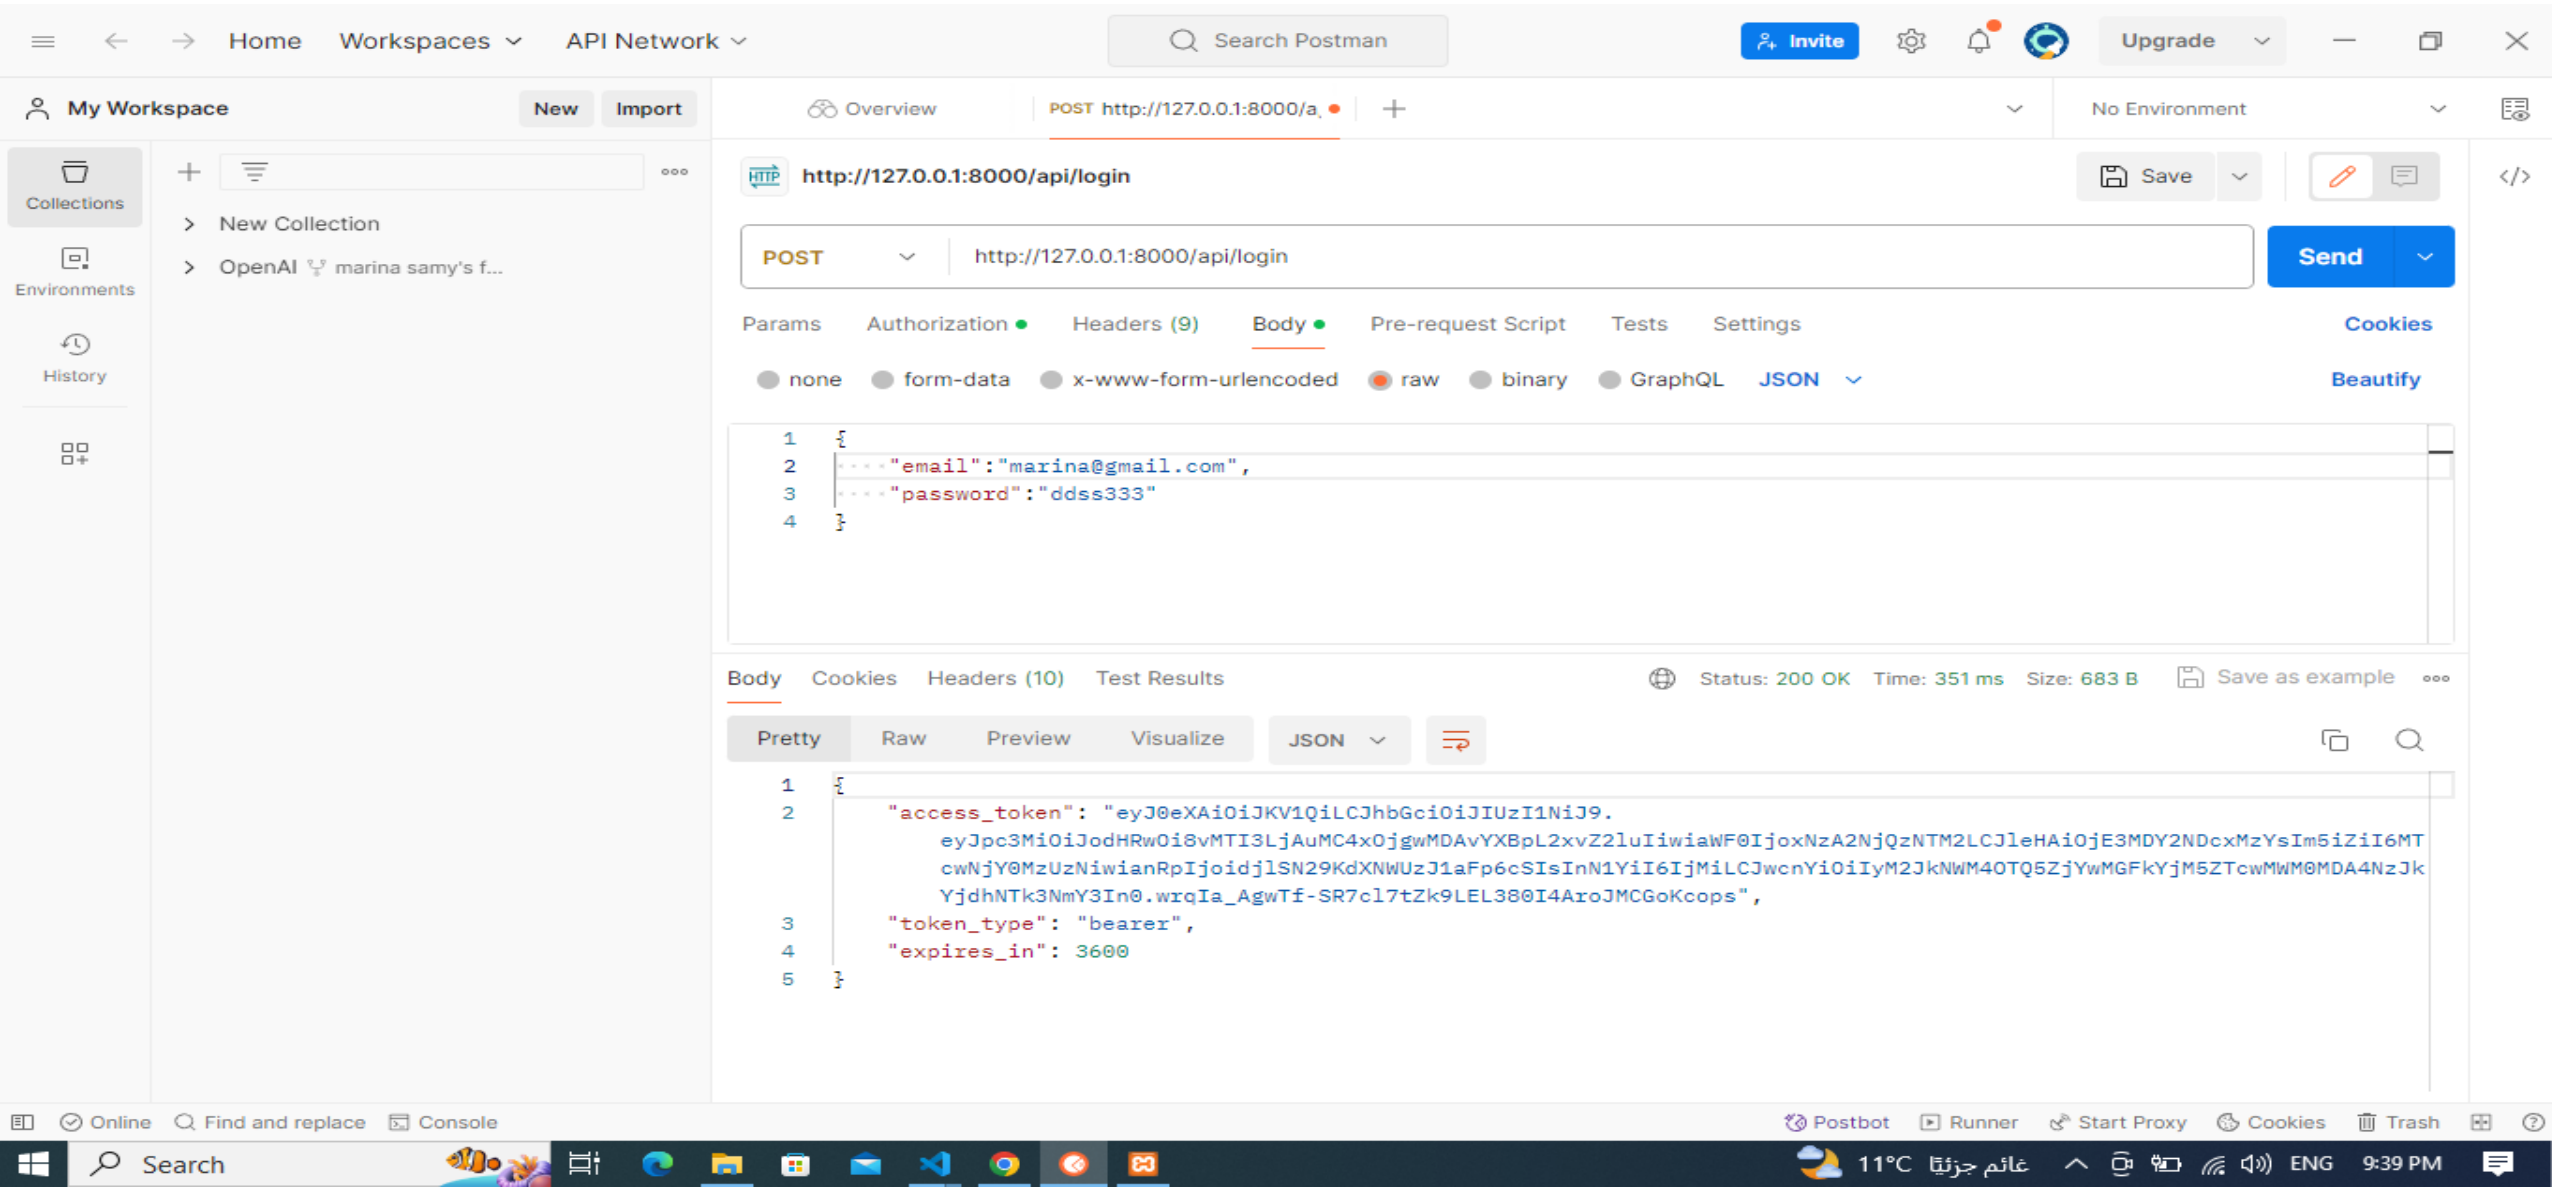 Home Workspaces API Network Search Postman Invite Upgrade
My Workspace New Import Overview POST http://127.0.0.1:8000/a No Environment
Collections
New Collection
OpenAI marina samy's f...
Environments
History
HTTP http://127.0.0.1:8000/api/login Save
POST http://127.0.0.1:8000/api/login Send
Params Authorization Headers (9) Body Pre-request Script Tests Settings Cookies
none form-data x-www-form-urlencoded raw binary GraphQL JSON Beautify
1 {
2 "email":"marina@gmail.com",
3 "password":"ddss333"
4 }
Body Cookies Headers (10) Test Results Status: 200 OK Time: 351 ms Size: 683 B Save as example
Pretty Raw Preview Visualize JSON
1 {
2 "access_token": "eyJ0eXAiOiJKV1QiLCJhbGciOiJIUzI1NiJ9.
eyJpc3MiOiJodHRwOi8vMTI3LjAuMC4xOjgwMDAvYXBpL2xvZ2luIiwiaWF0IjoxNzA2NjQzNTM2LCJleHAiOjE3MDY2NDcxMzYsIm5iZiI6MT
cwNjY0MzUzNiwianRpIjoidjlSN29KdXNWUzJ1aFp6cSIsInN1YiI6IjMiLCJwcnYiOiIyM2JkNWM4OTQ5ZjYwMGFkYjM5ZTcwMWM0MDA4NzJk
YjdhNTk3NmY3In0.wrqIa_AgwTf-SR7cl7tZk9LEL380I4AroJMCGoKcops",
3 "token_type": "bearer",
4 "expires_in": 3600
5 }
Online Find and replace Console Postbot Runner Start Proxy Cookies Trash
Search 11°C غائم جزئيًا ENG 9:39 PM